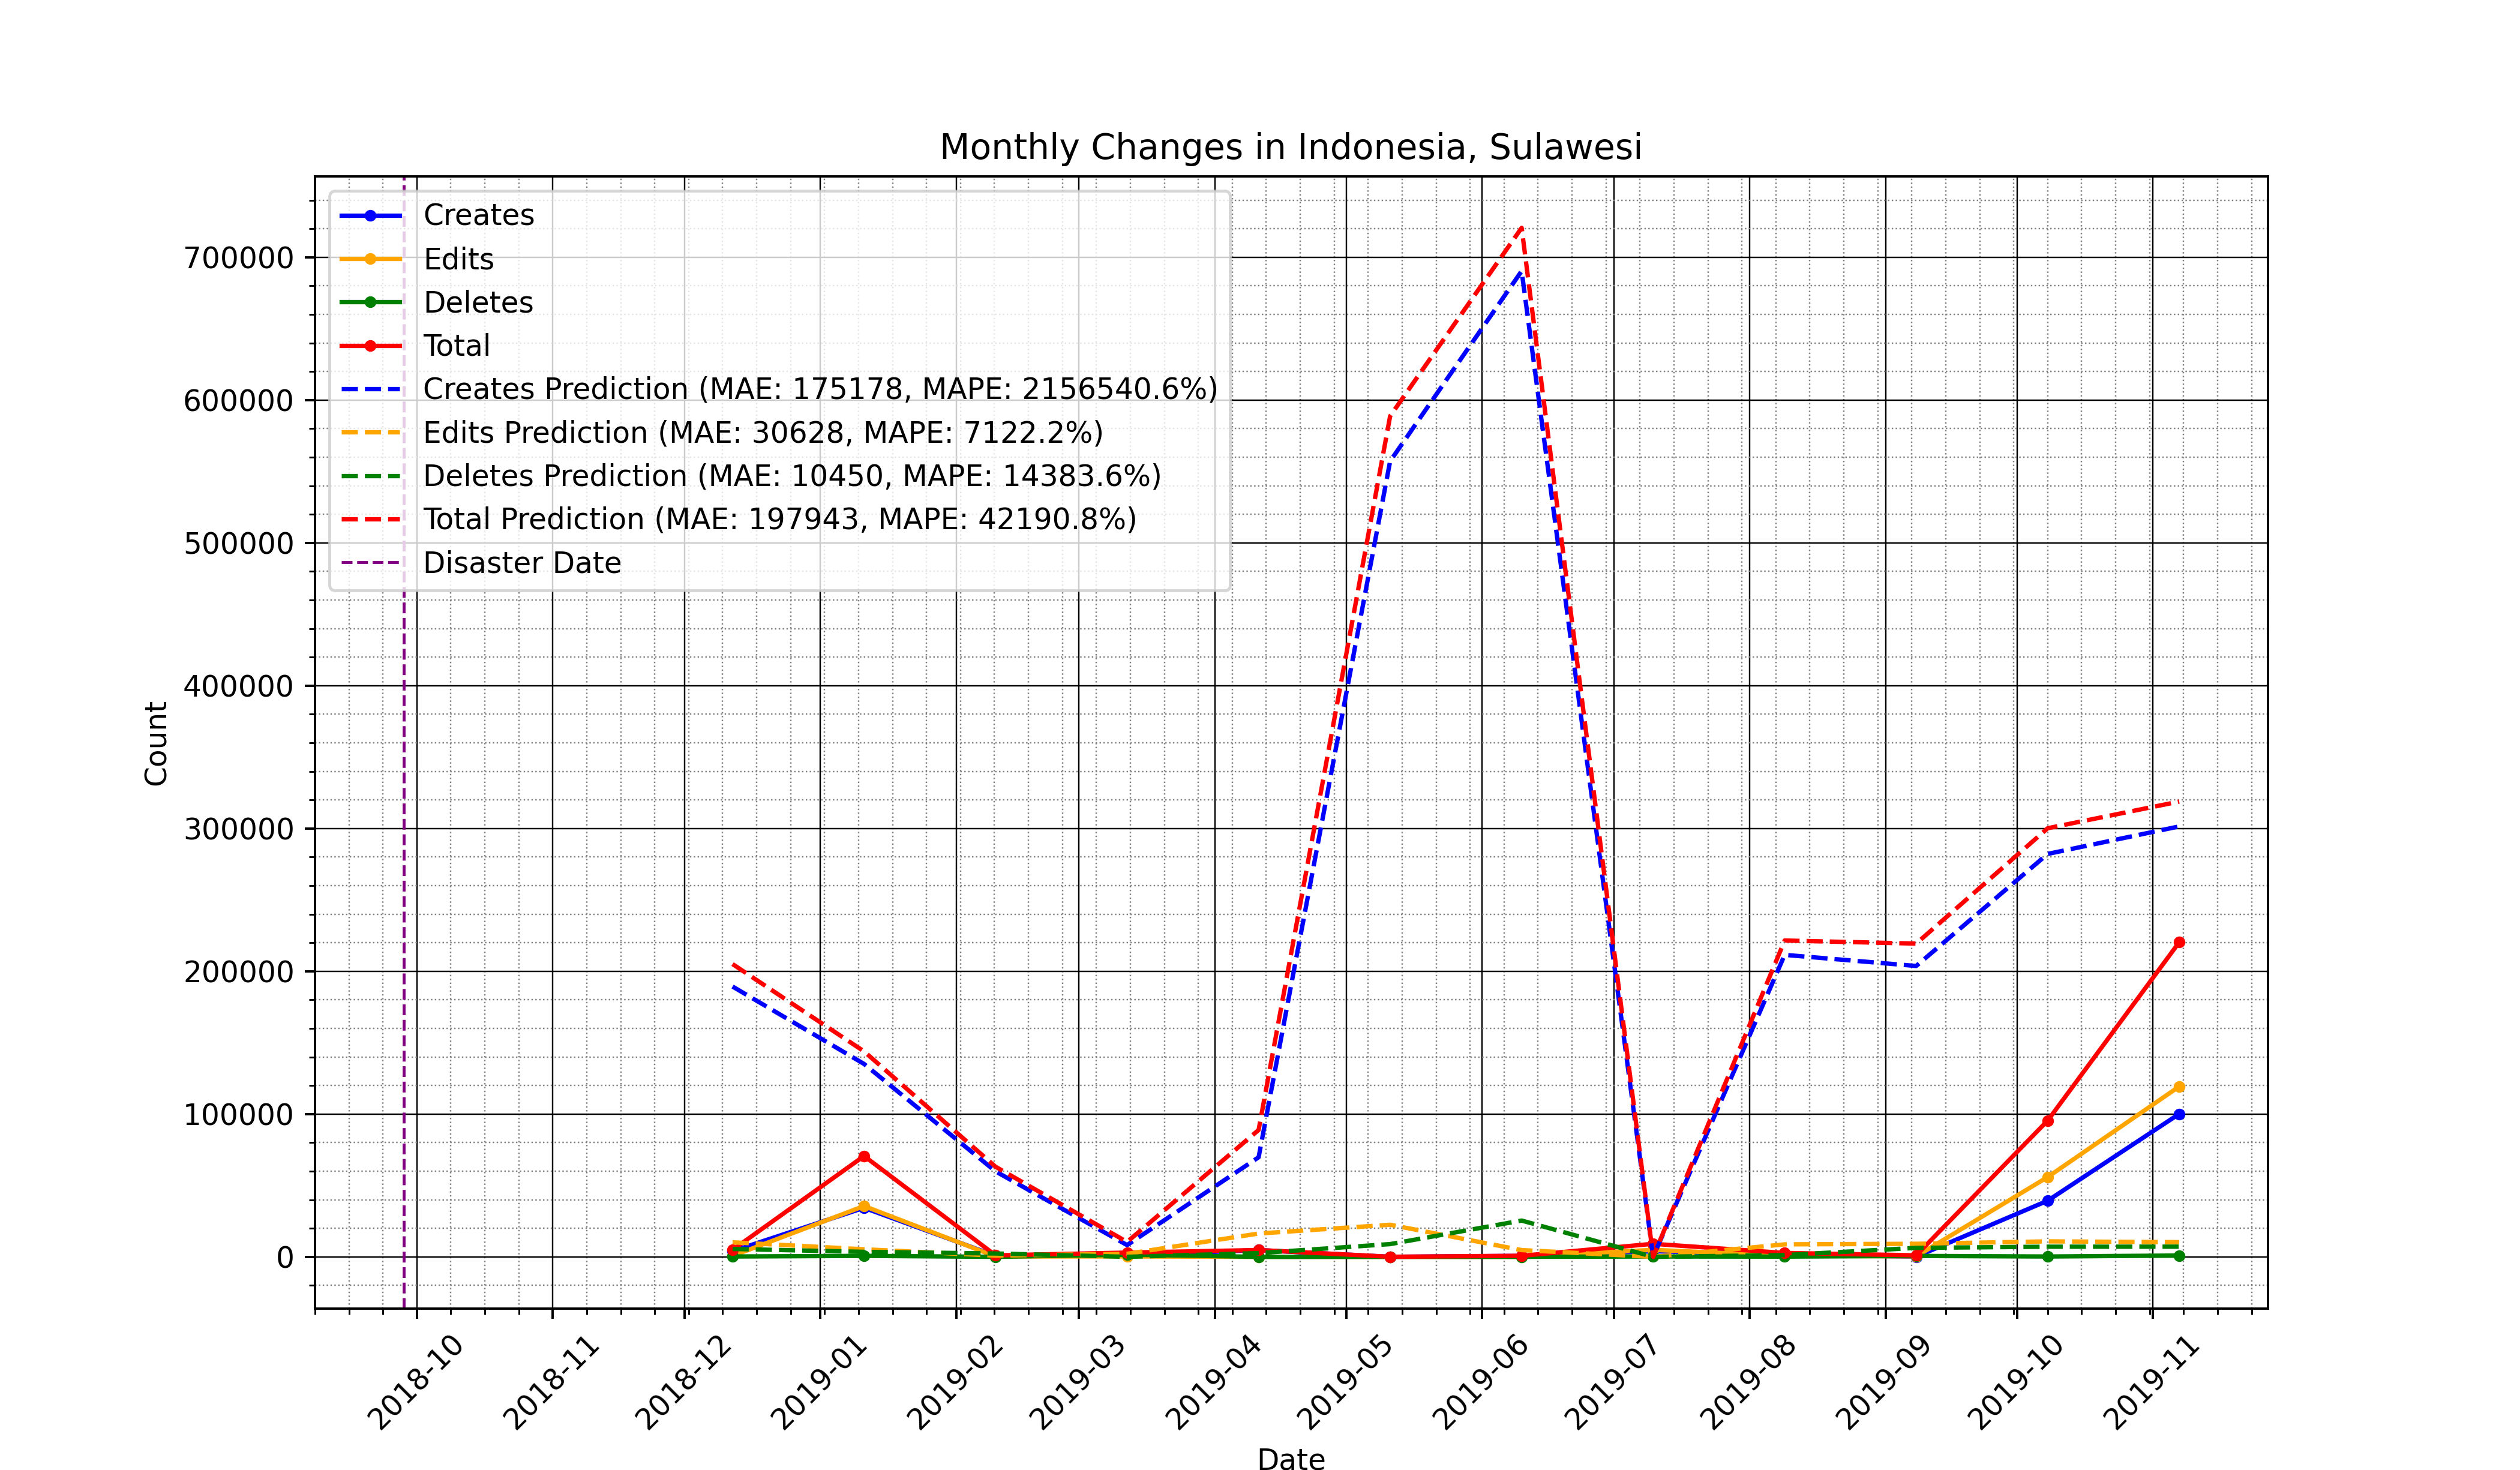 Monthly Changes in Indonesia, Sulawesi
Creates
Edits
Deletes
Total
Creates Prediction (MAE: 175178, MAPE: 2156540.6%)
Edits Prediction (MAE: 30628, MAPE: 7122.2%)
Deletes Prediction (MAE: 10450, MAPE: 14383.6%)
Total Prediction (MAE: 197943, MAPE: 42190.8%)
Disaster Date
700000
600000
500000
400000
300000
200000
100000
0
Count
2018-10
2018-11
2018-12
2019-01
2019-02
2019-03
2019-04
2019-05
2019-06
2019-07
2019-08
2019-09
2019-10
2019-11
Date